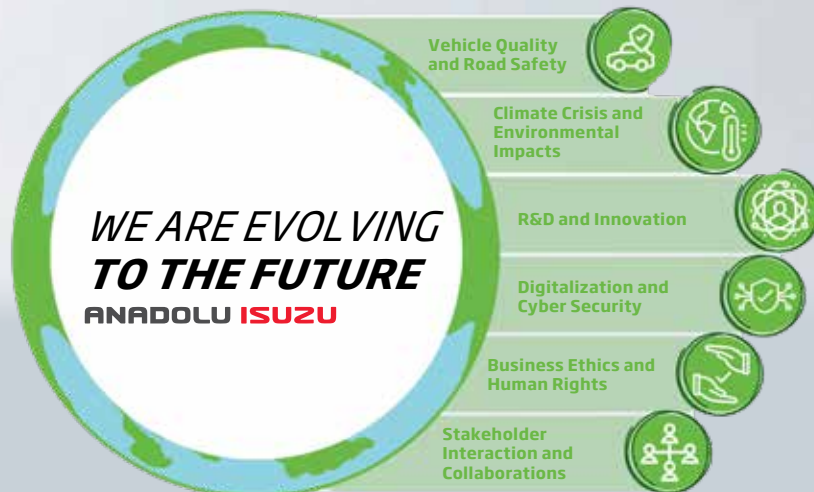 WE ARE EVOLVING
TO THE FUTURE
ANADOLU ISUZU
Vehicle Quality
and Road Safety
Climate Crisis and
Environmental
Impacts
R&D and Innovation
Digitalization and
Cyber Security
Business Ethics and
Human Rights
Stakeholder
Interaction and
Collaborations